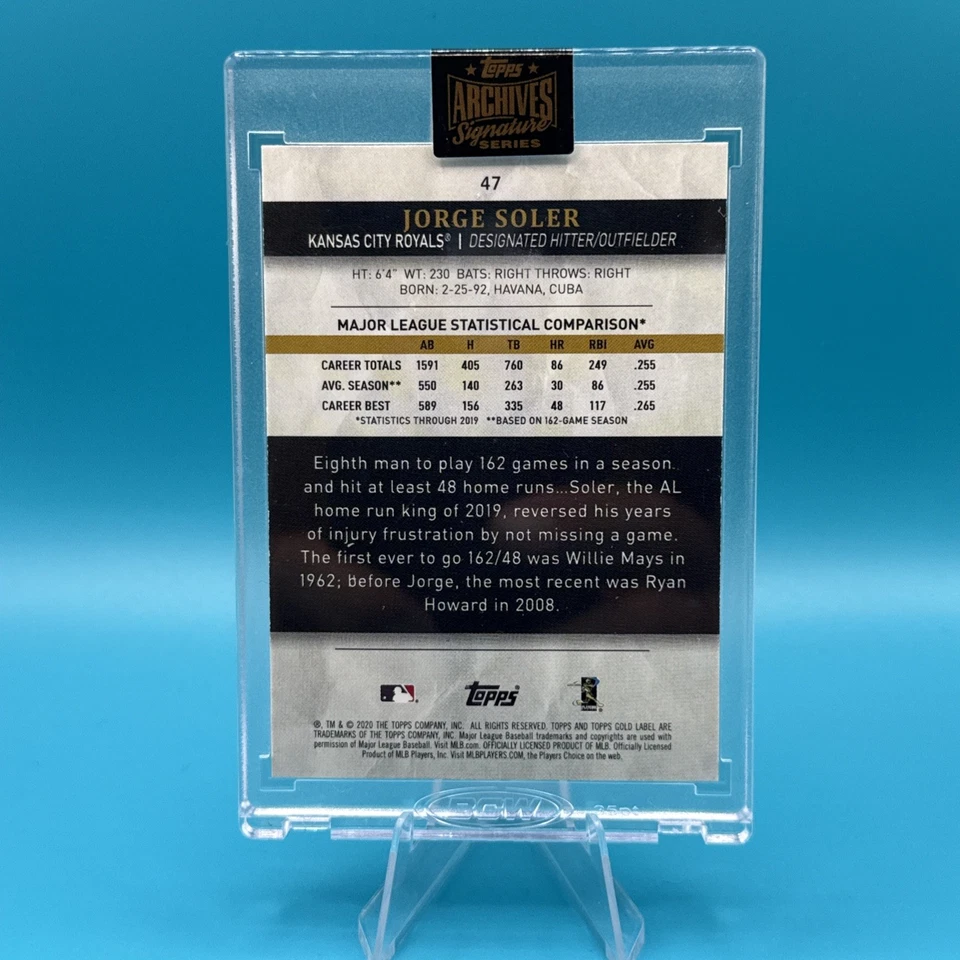 Topps
ARCHIVES
Signature
SERIES
47
JORGE SOLER
KANSAS CITY ROYALS® | DESIGNATED HITTER/OUTFIELDER
HT: 6'4" WT: 230 BATS: RIGHT THROWS: RIGHT
BORN: 2-25-92, HAVANA, CUBA
MAJOR LEAGUE STATISTICAL COMPARISON*
AB H TB HR RBI AVG
CAREER TOTALS 1591 405 760 86 249 .255
AVG. SEASON** 550 140 263 30 86 .255
CAREER BEST 589 156 335 48 117 .265
*STATISTICS THROUGH 2019 **BASED ON 162-GAME SEASON
Eighth man to play 162 games in a season
and hit at least 48 home runs...Soler, the AL
home run king of 2019, reversed his years
of injury frustration by not missing a game.
The first ever to go 162/48 was Willie Mays in
1962; before Jorge, the most recent was Ryan
Howard in 2008.
Topps
®, TM & © 2020 THE TOPPS COMPANY, INC. ALL RIGHTS RESERVED. TOPPS AND TOPPS GOLD LABEL ARE
TRADEMARKS OF THE TOPPS COMPANY, INC. Major League Baseball trademarks and copyrights are used with
permission of Major League Baseball. Visit MLB.com. OFFICIALLY LICENSED PRODUCT OF MLB. Officially Licensed
Product of MLB Players, Inc. Visit MLBPLAYERS.COM, the Players Choice on the web.
BCW 35pt